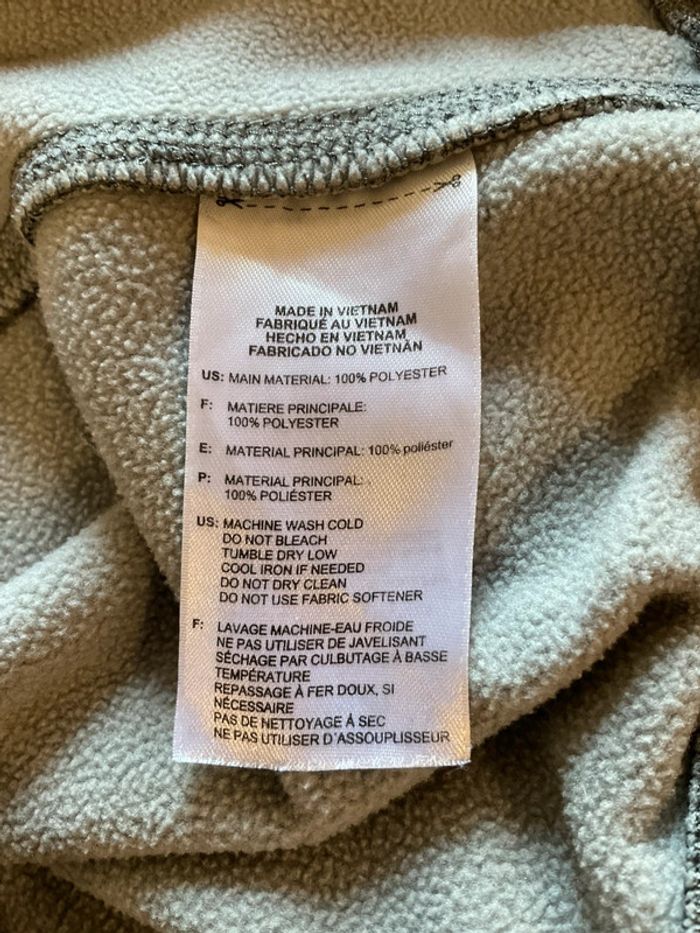 MADE IN VIETNAM
FABRIQUÉ AU VIETNAM
HECHO EN VIETNAM
FABRICADO NO VIETNÃN
US: MAIN MATERIAL: 100% POLYESTER
F: MATIERE PRINCIPALE:
100% POLYESTER
E: MATERIAL PRINCIPAL: 100% poliéster
P: MATERIAL PRINCIPAL:
100% POLIÉSTER
US: MACHINE WASH COLD
DO NOT BLEACH
TUMBLE DRY LOW
COOL IRON IF NEEDED
DO NOT DRY CLEAN
DO NOT USE FABRIC SOFTENER
F: LAVAGE MACHINE-EAU FROIDE
NE PAS UTILISER DE JAVELISANT
SÉCHAGE PAR CULBUTAGE À BASSE
TEMPÉRATURE
REPASSAGE À FER DOUX, SI
NÉCESSAIRE
PAS DE NETTOYAGE À SEC
NE PAS UTILISER D'ASSOUPLISSEUR